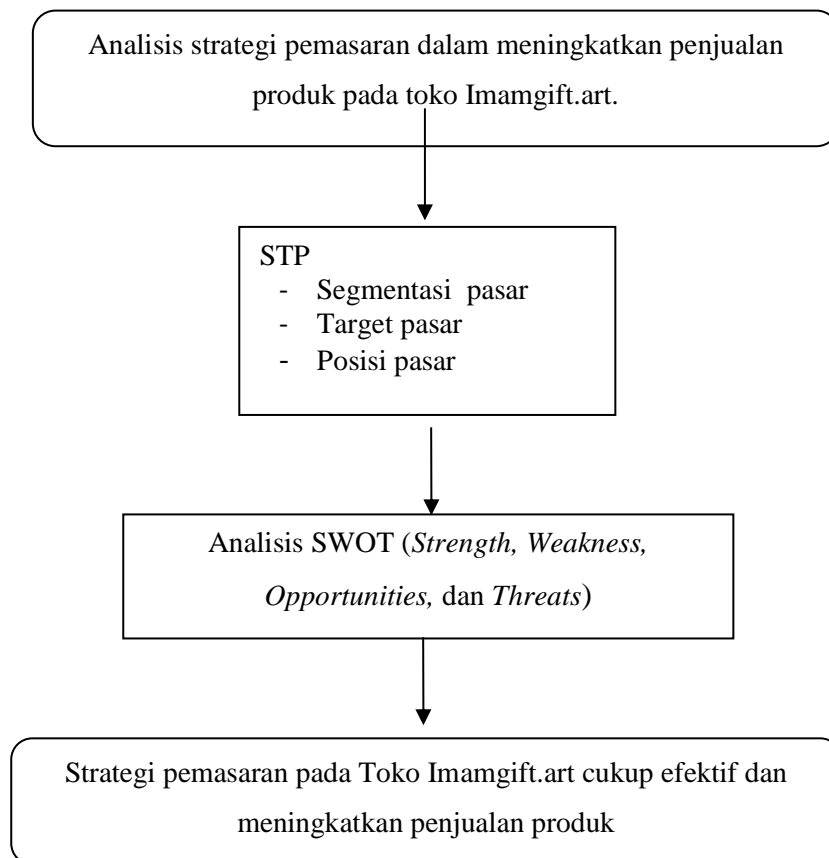 Analisis strategi pemasaran dalam meningkatkan penjualan
produk pada toko Imamgift.art.
STP
- Segmentasi pasar
- Target pasar
- Posisi pasar
Analisis SWOT (Strength, Weakness,
Opportunities, dan Threats)
Strategi pemasaran pada Toko Imamgift.art cukup efektif dan
meningkatkan penjualan produk